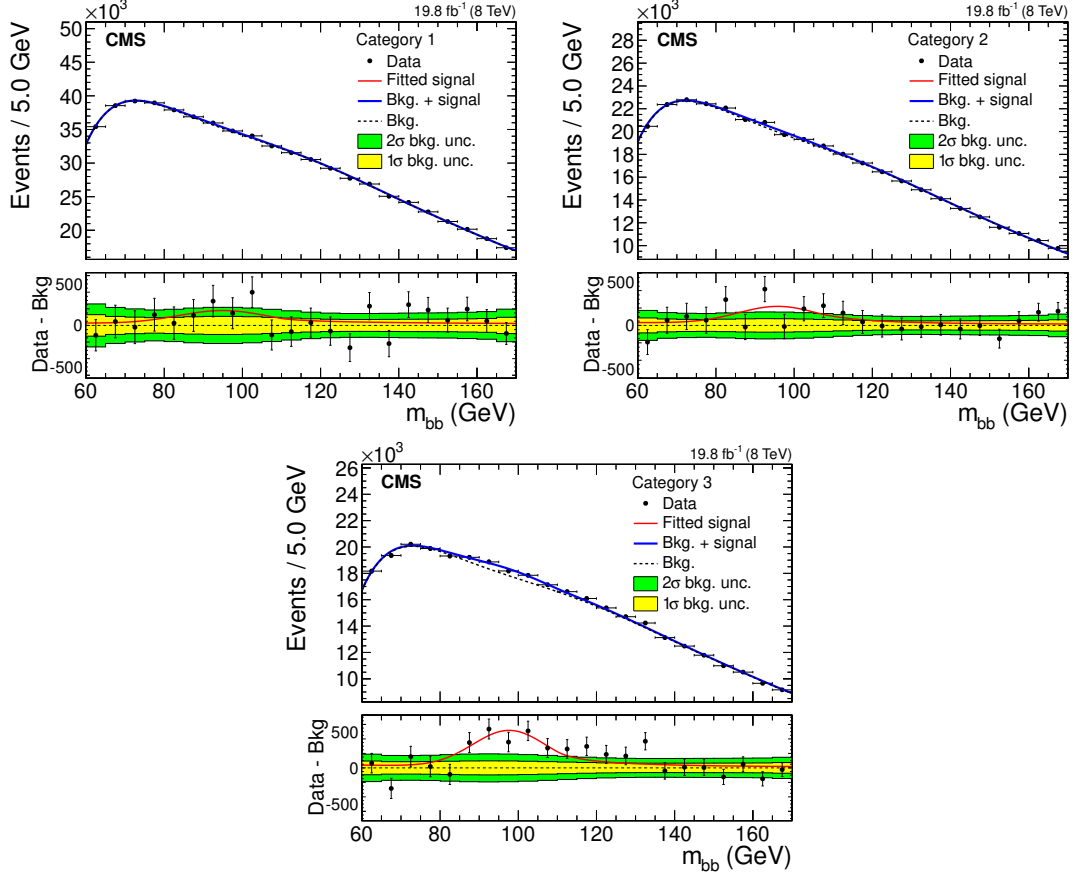 ×10³ 19.8 fb⁻¹ (8 TeV)
CMS Category 1
Data
Fitted signal
Bkg. + signal
Bkg.
2σ bkg. unc.
1σ bkg. unc.
Events / 5.0 GeV
50
45
40
35
30
25
20
Data - Bkg
500
0
-500
60 80 100 120 140 160
m_bb (GeV)
×10³ 19.8 fb⁻¹ (8 TeV)
CMS Category 2
Data
Fitted signal
Bkg. + signal
Bkg.
2σ bkg. unc.
1σ bkg. unc.
Events / 5.0 GeV
28
26
24
22
20
18
16
14
12
10
Data - Bkg
500
0
-500
60 80 100 120 140 160
m_bb (GeV)
×10³ 19.8 fb⁻¹ (8 TeV)
CMS Category 3
Data
Fitted signal
Bkg. + signal
Bkg.
2σ bkg. unc.
1σ bkg. unc.
Events / 5.0 GeV
26
24
22
20
18
16
14
12
10
Data - Bkg
500
0
-500
60 80 100 120 140 160
m_bb (GeV)